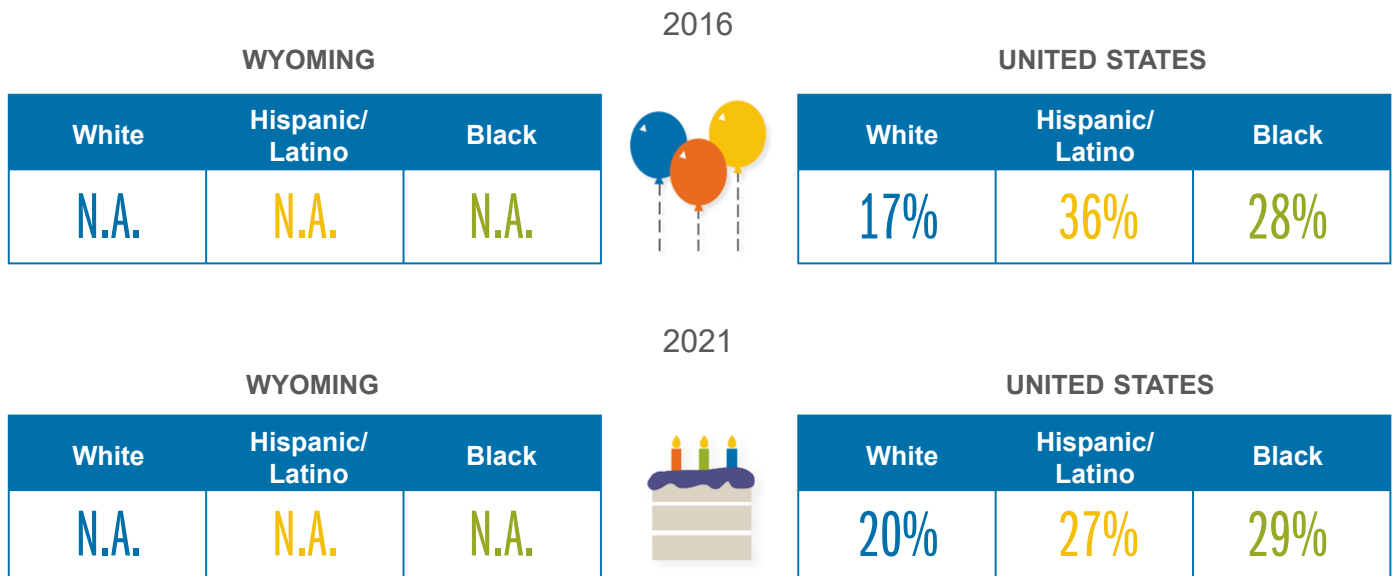 2016
WYOMING
UNITED STATES
White
Hispanic/
Latino
Black
White
Hispanic/
Latino
Black
N.A.
N.A.
N.A.
17%
36%
28%
2021
WYOMING
UNITED STATES
White
Hispanic/
Latino
Black
White
Hispanic/
Latino
Black
N.A.
N.A.
N.A.
20%
27%
29%